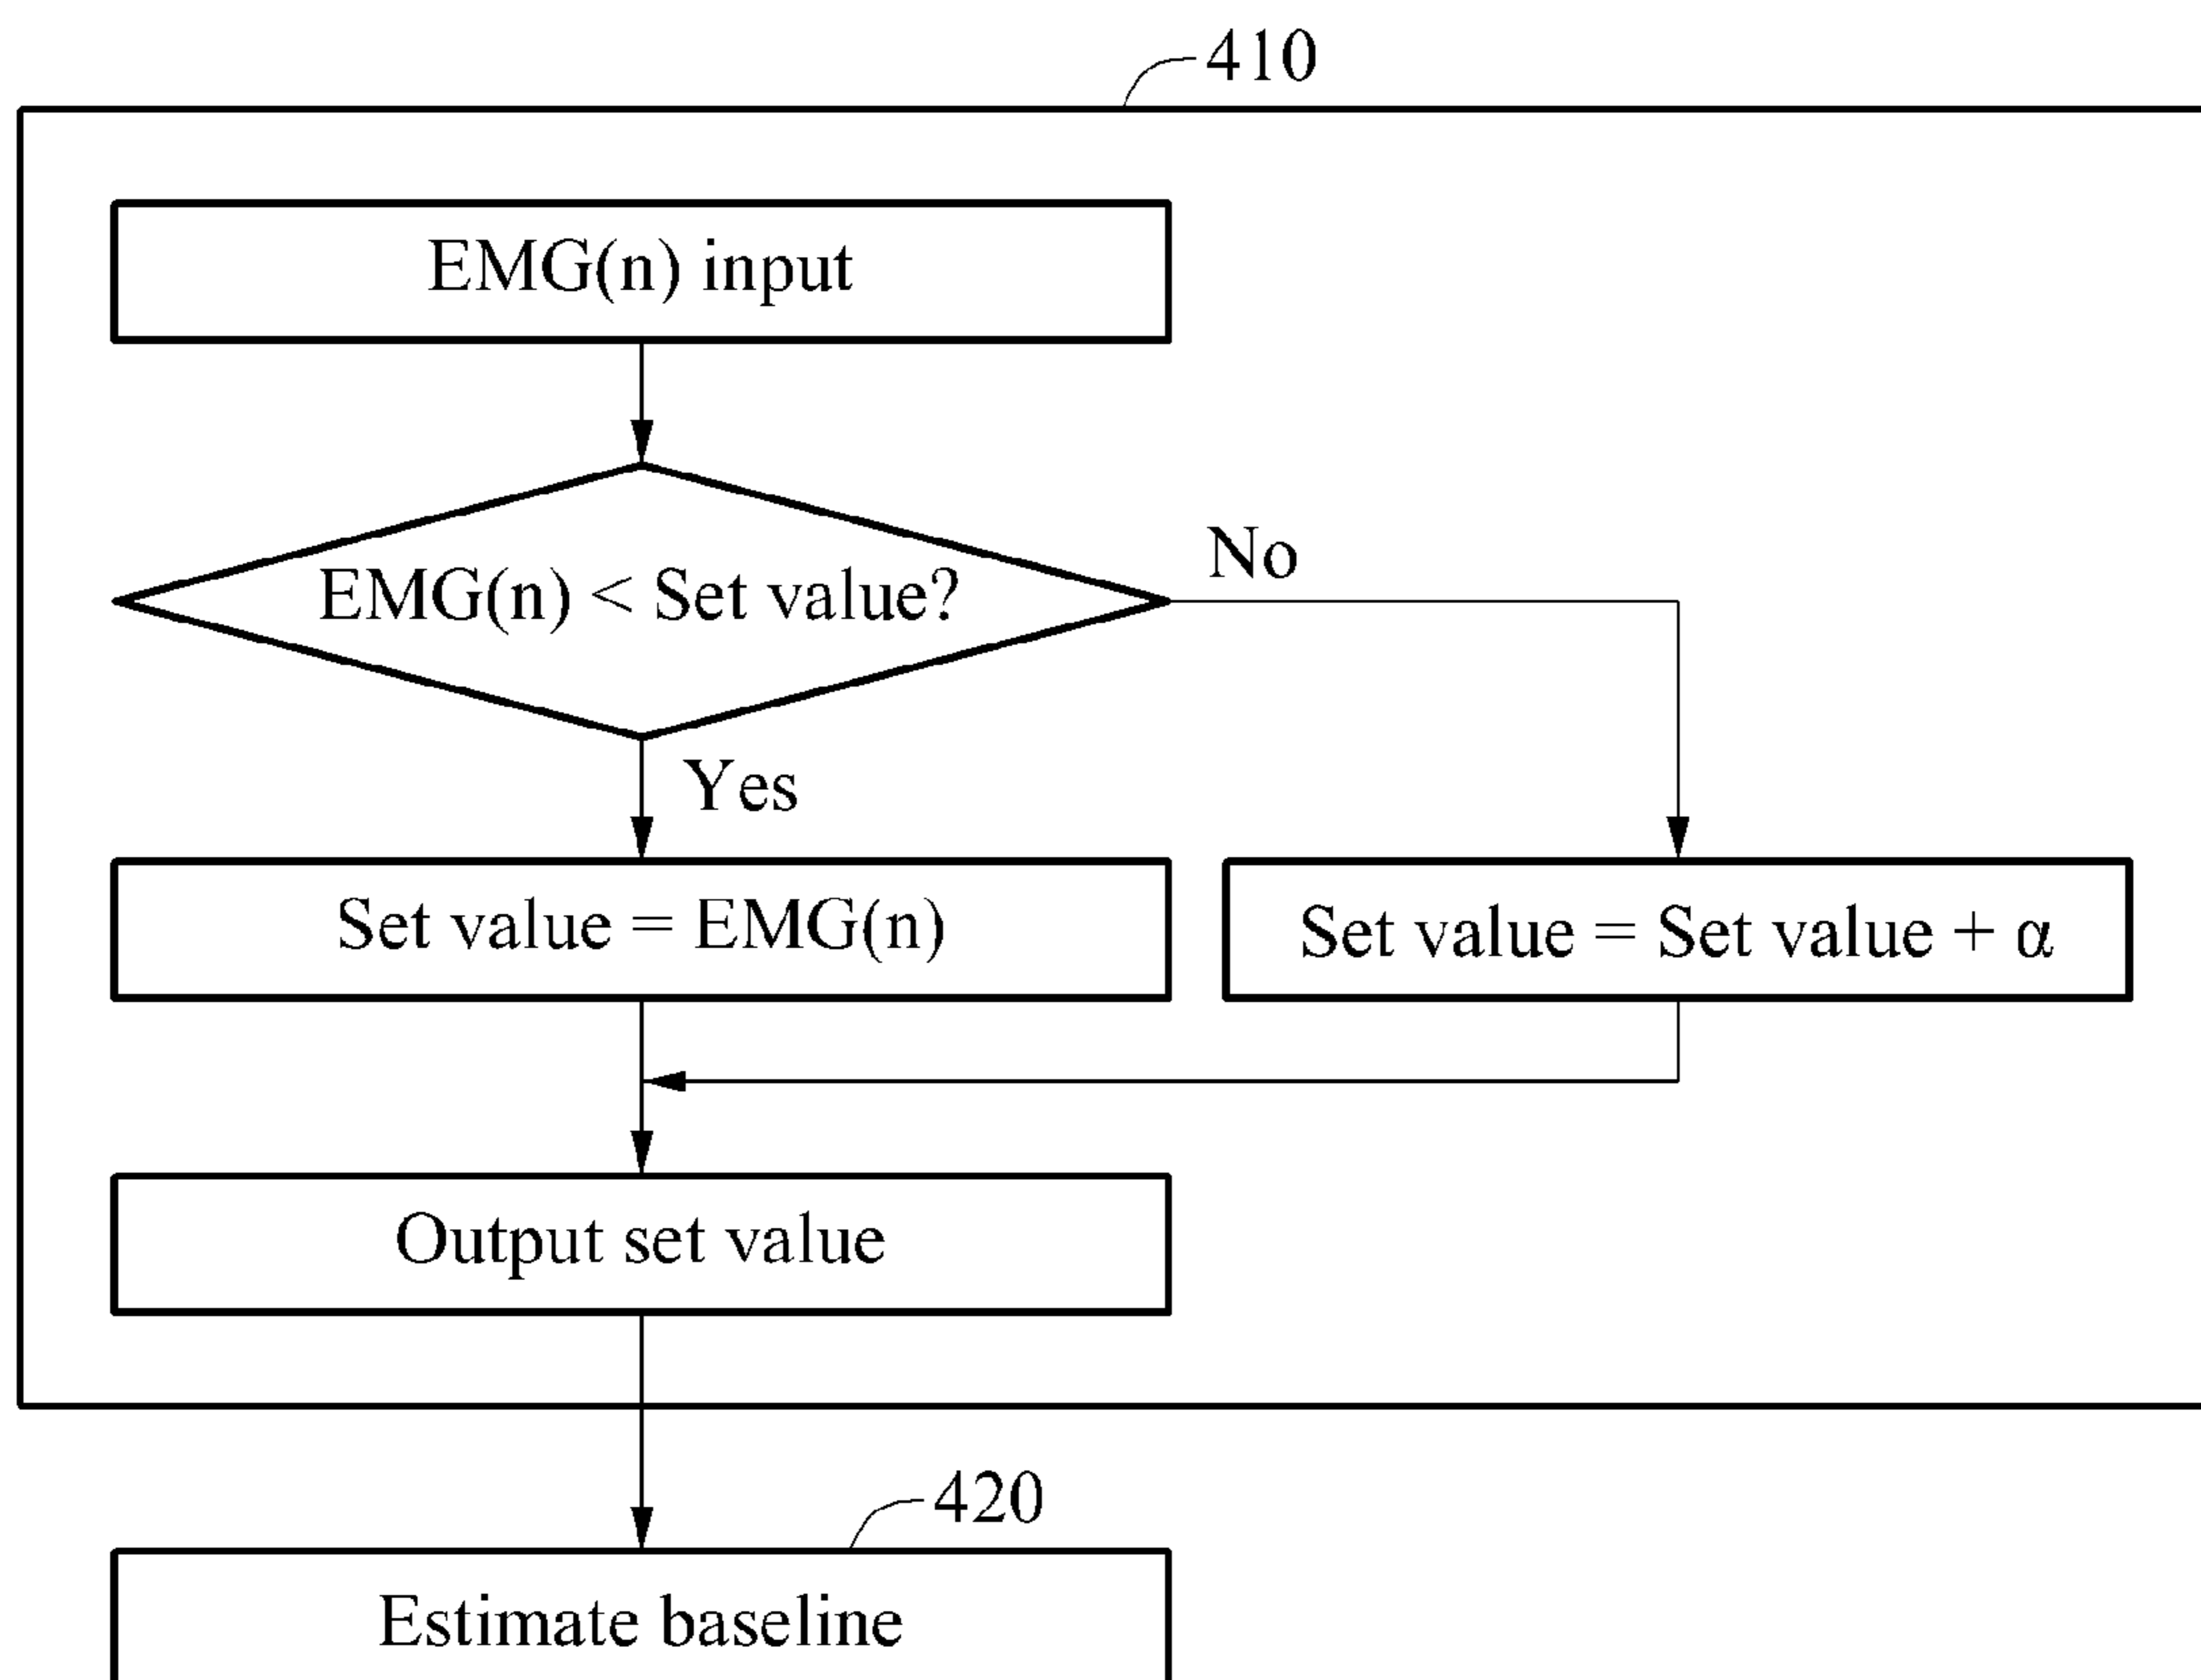 410
EMG(n) input
EMG(n) < Set value?
No
Yes
Set value = EMG(n)
Set value = Set value + α
Output set value
420
Estimate baseline